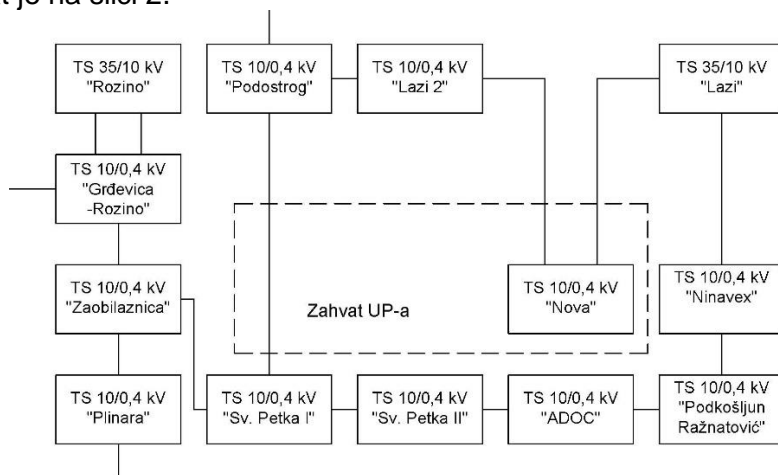 TS 35/10 kV
"Rozino"
TS 10/0,4 kV
"Podostrog"
TS 10/0,4 kV
"Lazi 2"
TS 35/10 kV
"Lazi"
TS 10/0,4 kV
"Grđevica
-Rozino"
TS 10/0,4 kV
"Zaobilaznica"
Zahvat UP-a
TS 10/0,4 kV
"Nova"
TS 10/0,4 kV
"Ninavex"
TS 10/0,4 kV
"Plinara"
TS 10/0,4 kV
"Sv. Petka I"
TS 10/0,4 kV
"Sv. Petka II"
TS 10/0,4 kV
"ADOC"
TS 10/0,4 kV
"Podkošljun
Ražnatović"